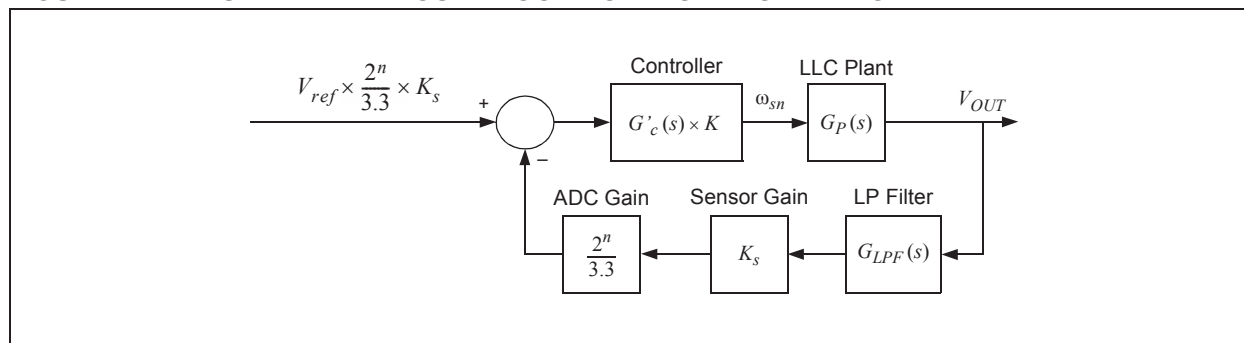 Controller
LLC Plant
V_ref × 2^n/3.3 × K_s
+
G'_c(s) × K
ω_sn
G_P(s)
V_OUT
−
ADC Gain
Sensor Gain
LP Filter
2^n/3.3
K_s
G_LPF(s)